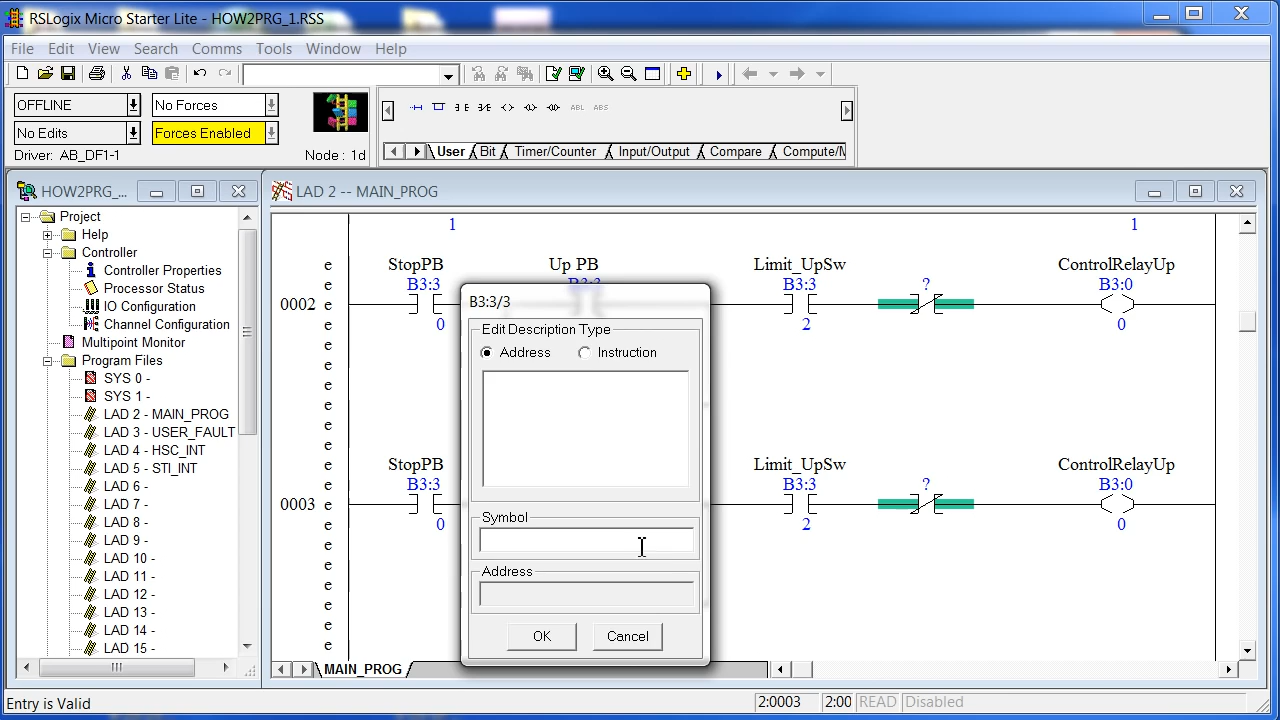 RSLogix Micro Starter Lite - HOW2PRG_1.RSS
File Edit View Search Comms Tools Window Help
OFFLINE No Forces
No Edits Forces Enabled
Driver: AB_DF1-1 Node : 1d
ABL ABS
User Bit Timer/Counter Input/Output Compare Compute/M
HOW2PRG_...
Project
Help
Controller
Controller Properties
Processor Status
IO Configuration
Channel Configuration
Multipoint Monitor
Program Files
SYS 0 -
SYS 1 -
LAD 2 - MAIN_PROG
LAD 3 - USER_FAULT
LAD 4 - HSC_INT
LAD 5 - STI_INT
LAD 6 -
LAD 7 -
LAD 8 -
LAD 9 -
LAD 10 -
LAD 11 -
LAD 12 -
LAD 13 -
LAD 14 -
LAD 15 -
LAD 2 -- MAIN_PROG
1 1
e StopPB Up PB Limit_UpSw ControlRelayUp
e B3:3 B3:3 B3:3 ? B3:0
0002 e
e 0 2 0
e
e
e
e
e
e
e StopPB Limit_UpSw ControlRelayUp
e B3:3 B3:3 ? B3:0
0003 e
e 0 2 0
e
e
e
e
e
e
MAIN_PROG
B3:3/3
Edit Description Type
Address Instruction
Symbol
Address
OK Cancel
Entry is Valid 2:0003 2:00 READ Disabled